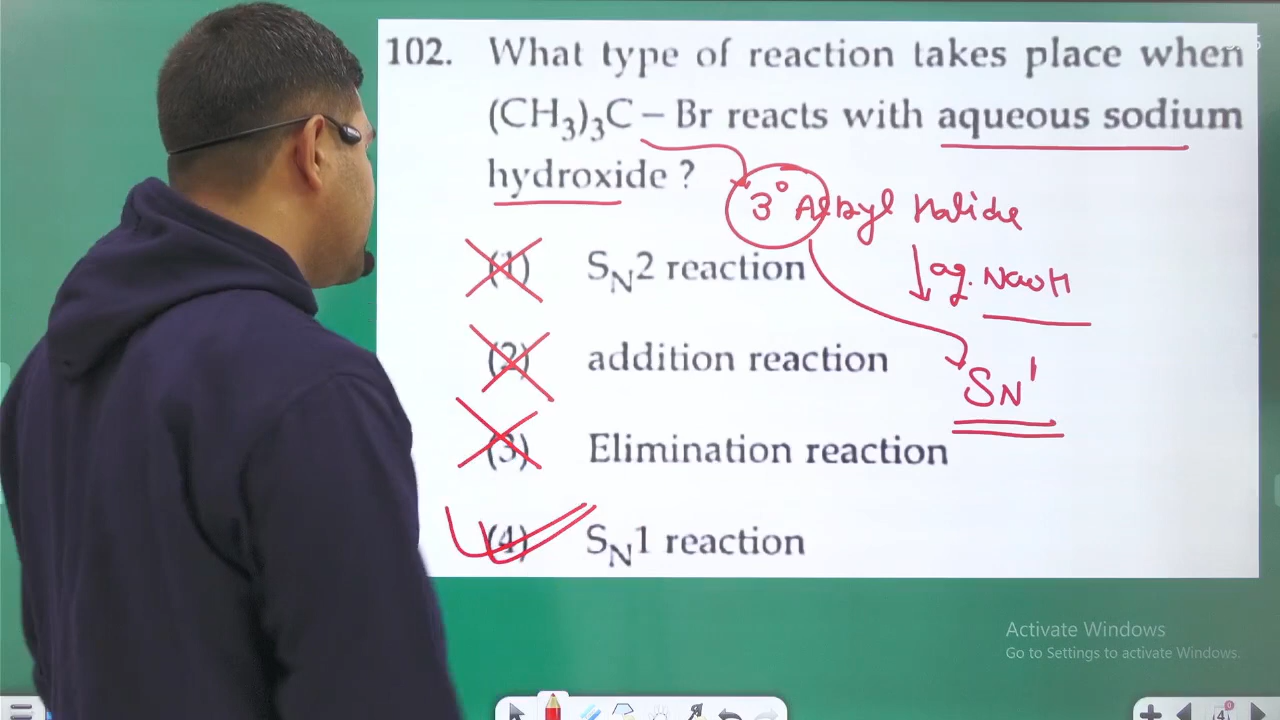 102. What type of reaction takes place when
(CH₃)₃C – Br reacts with aqueous sodium
hydroxide ?
3° Alkyl Halide
(1) S_N2 reaction
aq. NaOH
(2) addition reaction
SN¹
(3) Elimination reaction
(4) S_N1 reaction
Activate Windows
Go to Settings to activate Windows.